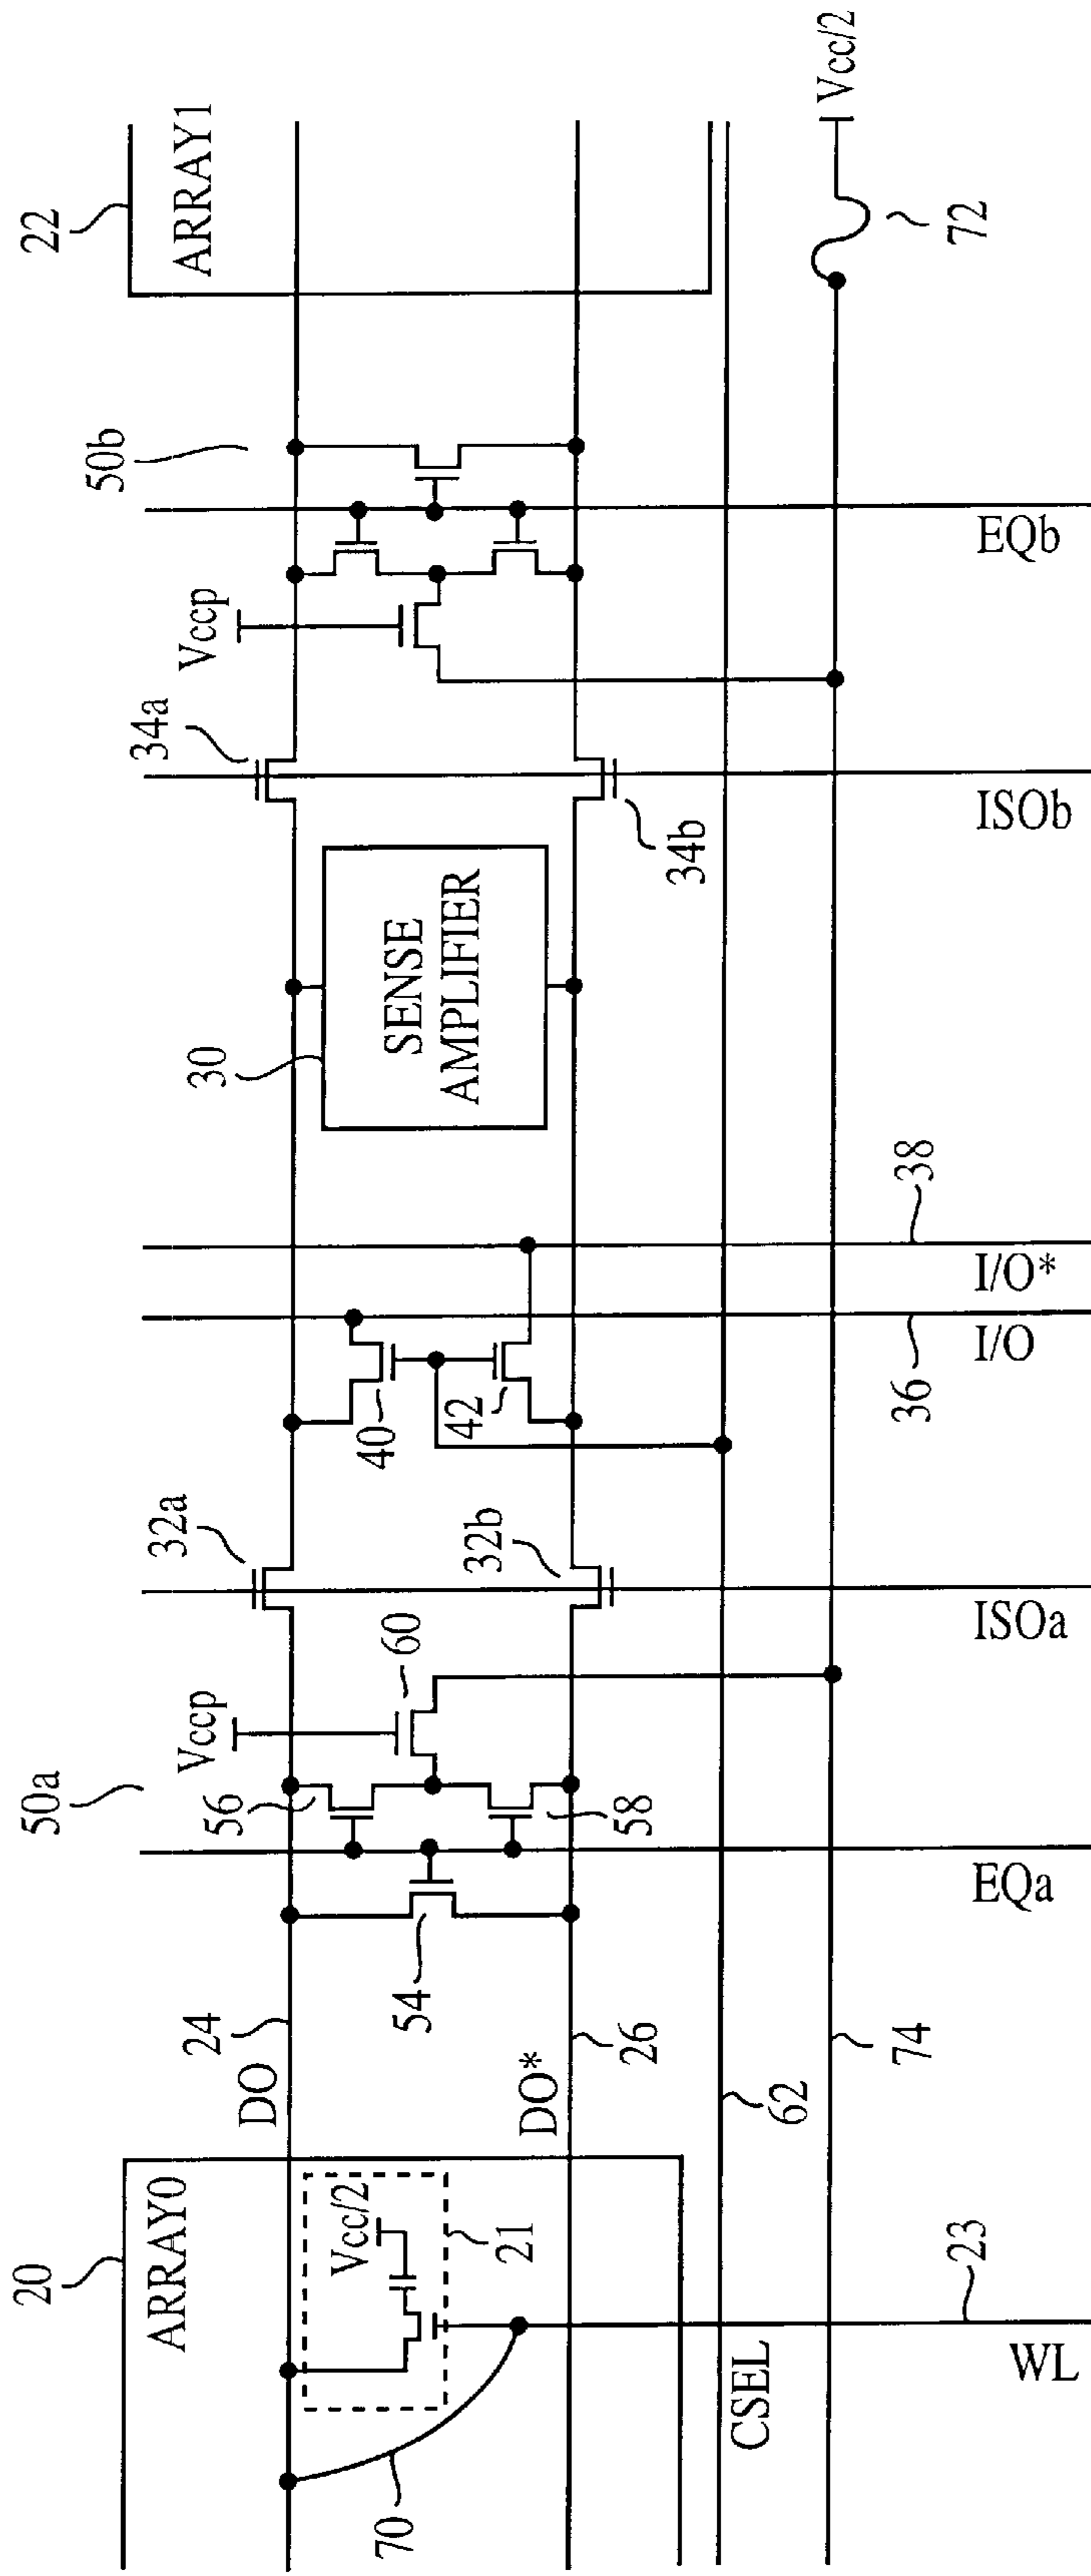 20
ARRAY0
70
Vcc/2
21
DO
24
DO*
26
CSEL
62
74
WL
23
50a
54
56
58
EQa
Vccp
60
32a
32b
ISOa
40
42
36
I/O
I/O*
38
30
SENSE
AMPLIFIER
34a
34b
ISOb
Vccp
50b
EQb
22
ARRAY1
72
Vcc/2